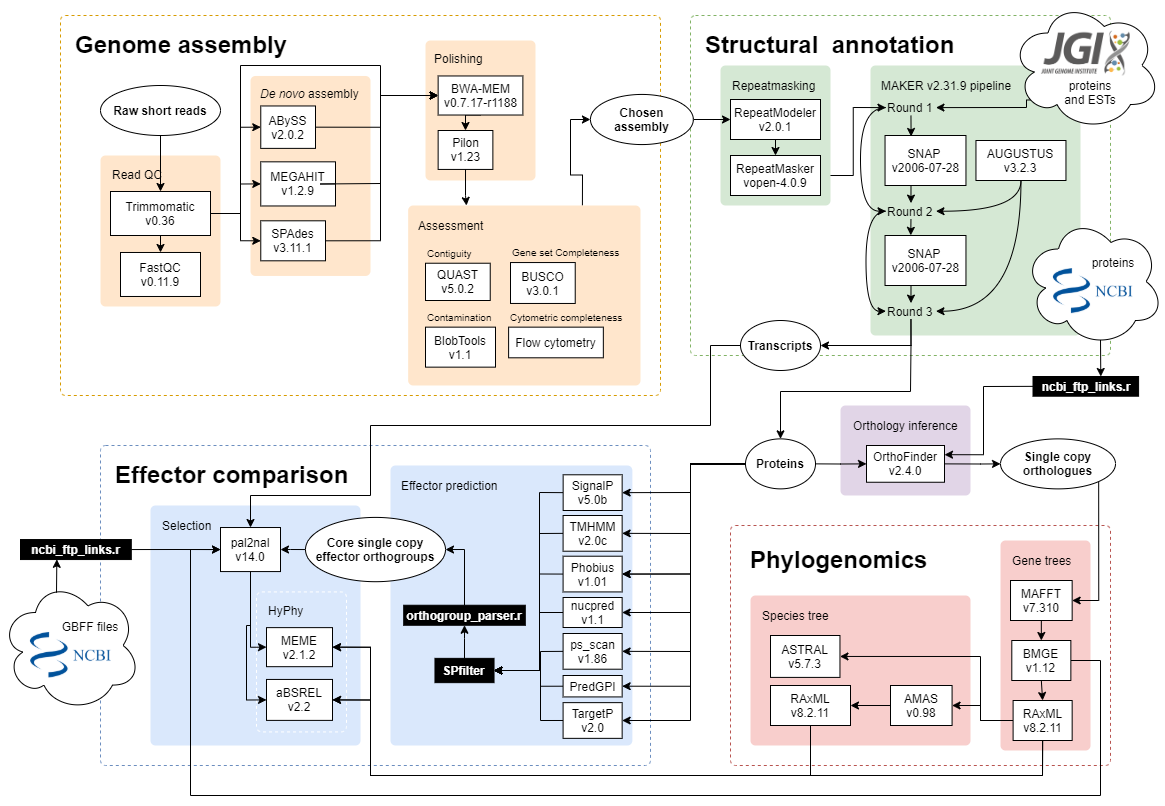 Genome assembly
Raw short reads
Read QC
Trimmomatic
v0.36
FastQC
v0.11.9
De novo assembly
ABySS
v2.0.2
MEGAHIT
v1.2.9
SPAdes
v3.11.1
Polishing
BWA-MEM
v0.7.17-r1188
Pilon
v1.23
Assessment
Contiguity
QUAST
v5.0.2
Gene set Completeness
BUSCO
v3.0.1
Contamination
BlobTools
v1.1
Cytometric completeness
Flow cytometry
Chosen
assembly
Structural annotation
Repeatmasking
RepeatModeler
v2.0.1
RepeatMasker
vopen-4.0.9
MAKER v2.31.9 pipeline
Round 1
SNAP
v2006-07-28
AUGUSTUS
v3.2.3
Round 2
SNAP
v2006-07-28
Round 3
JGI
JOINT GENOME INSTITUTE
proteins
and ESTs
proteins
NCBI
ncbi_ftp_links.r
Transcripts
Proteins
Orthology inference
OrthoFinder
v2.4.0
Single copy
orthologues
Effector comparison
Selection
pal2nal
v14.0
HyPhy
MEME
v2.1.2
aBSREL
v2.2
Core single copy
effector orthogroups
Effector prediction
orthogroup_parser.r
SPfilter
SignalP
v5.0b
TMHMM
v2.0c
Phobius
v1.01
nucpred
v1.1
ps_scan
v1.86
PredGPI
TargetP
v2.0
ncbi_ftp_links.r
GBFF files
NCBI
Phylogenomics
Species tree
ASTRAL
v5.7.3
RAxML
v8.2.11
AMAS
v0.98
Gene trees
MAFFT
v7.310
BMGE
v1.12
RAxML
v8.2.11